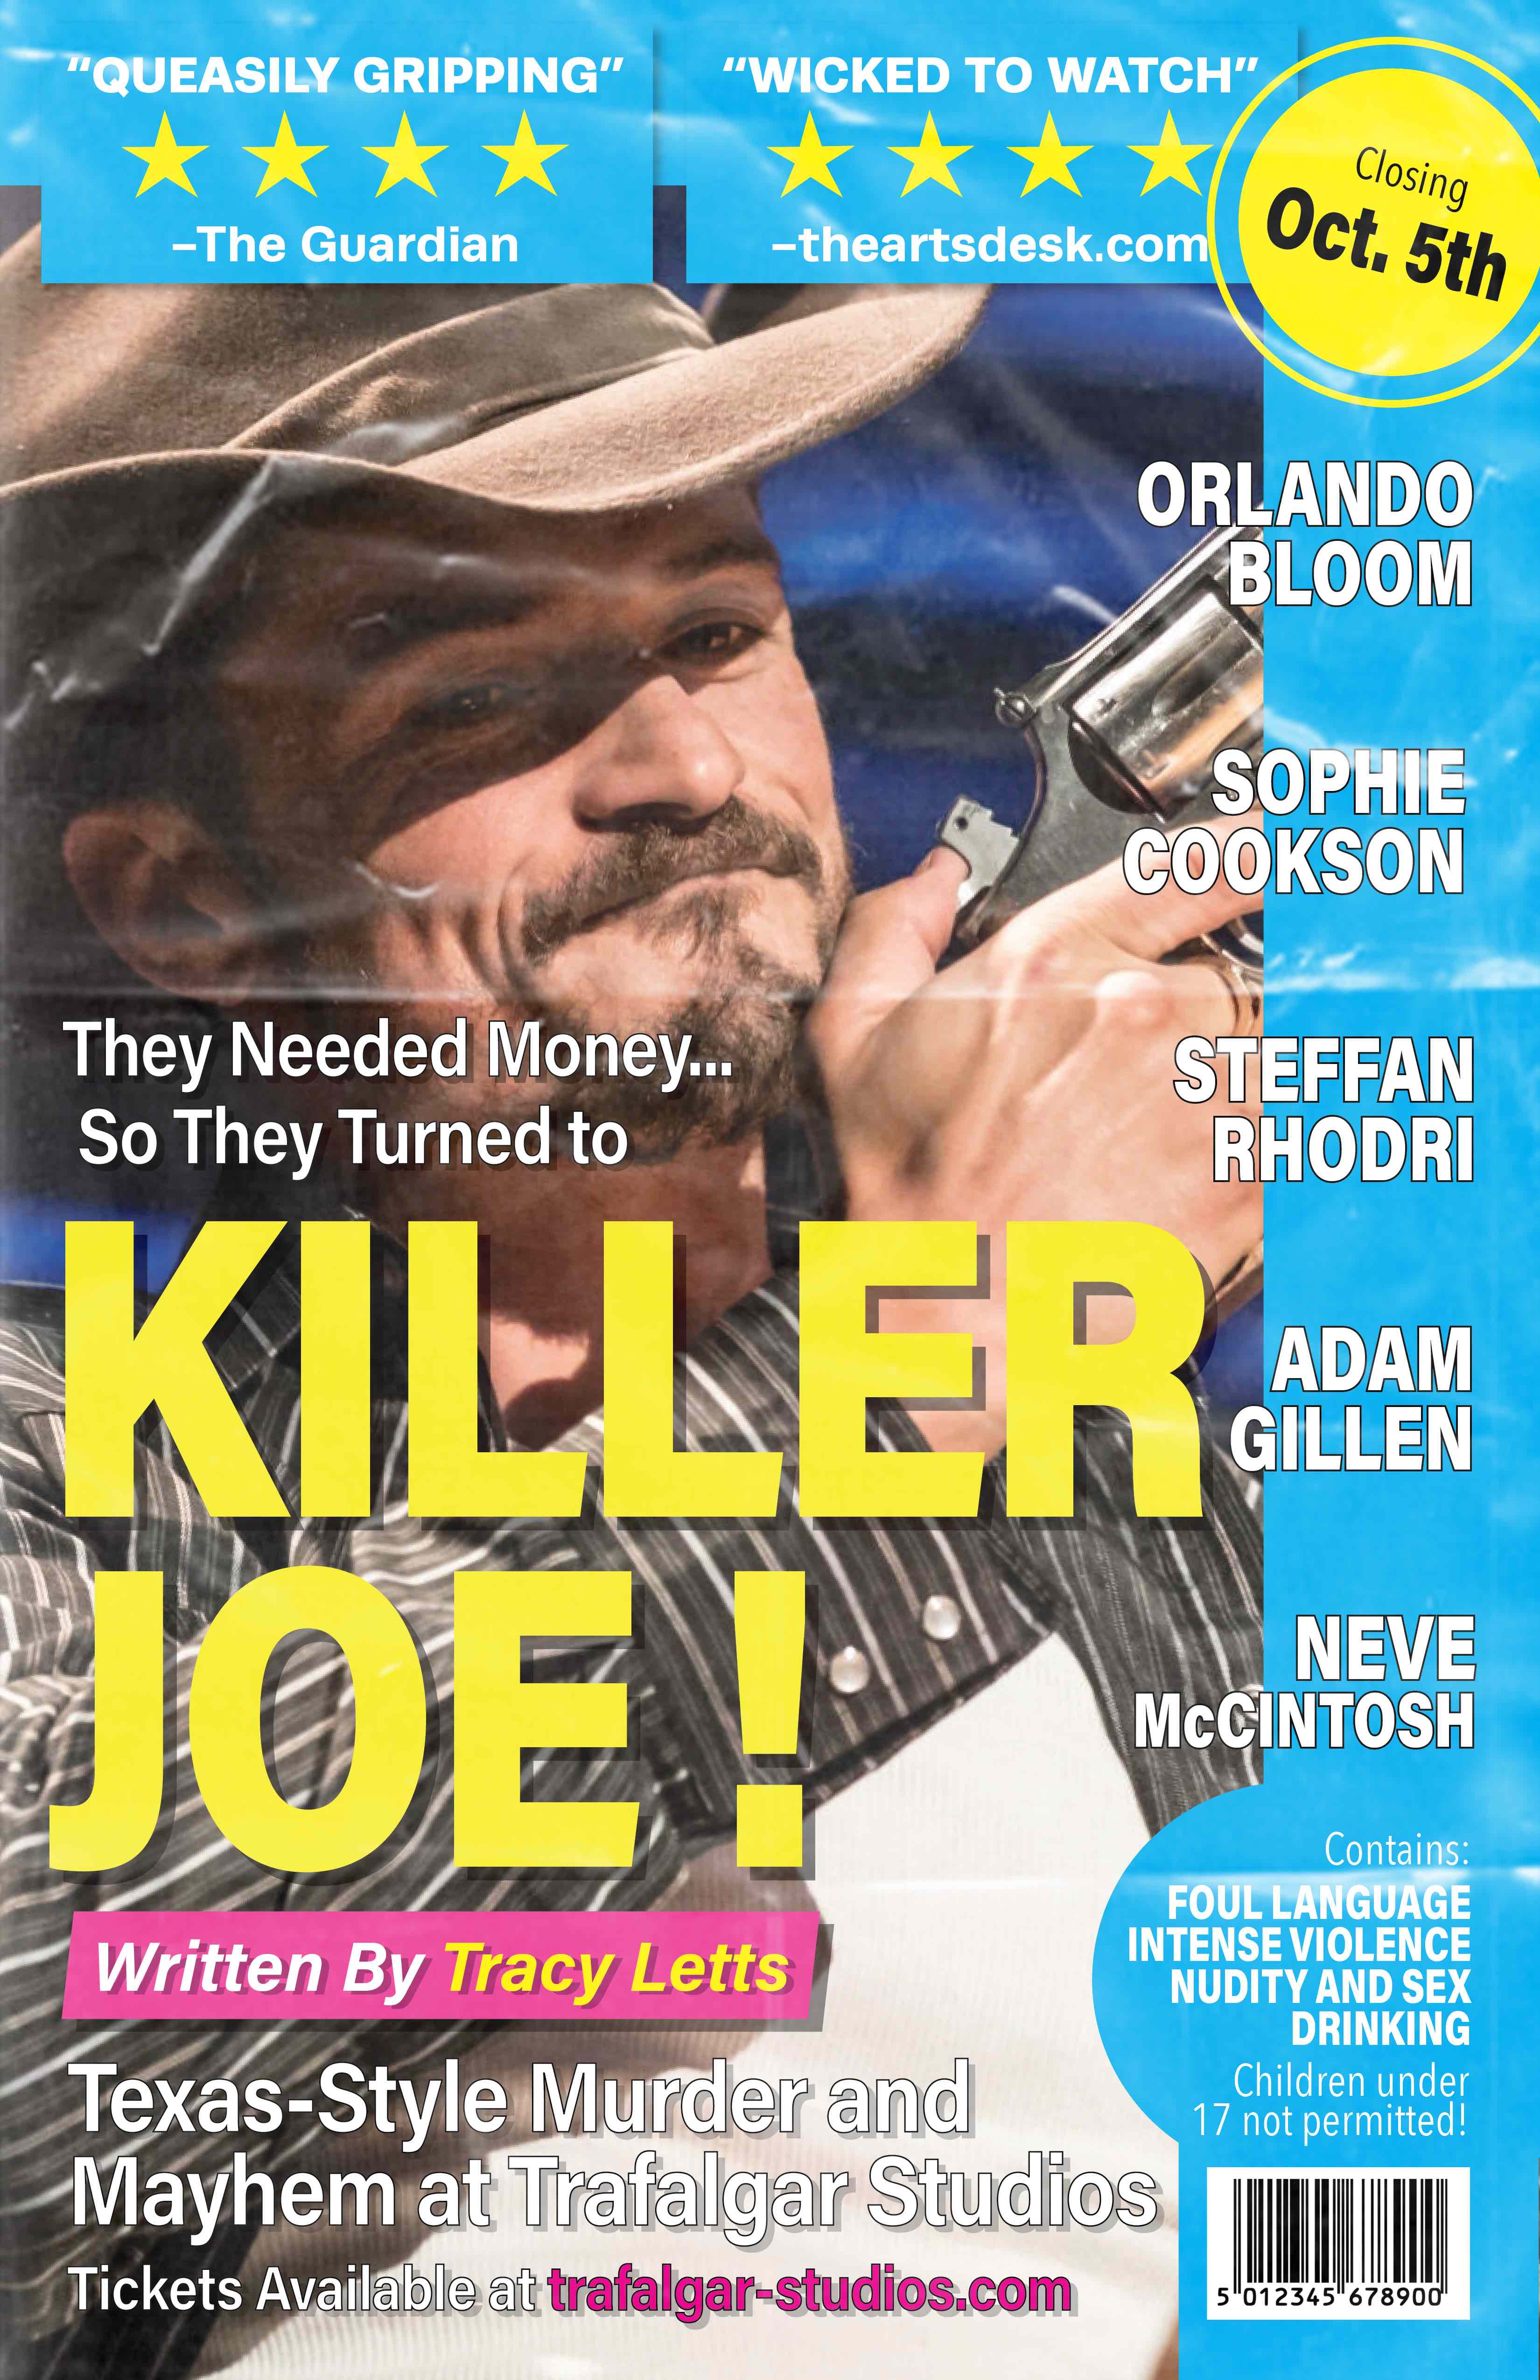 “QUEASILY GRIPPING”
–The Guardian
“WICKED TO WATCH”
–theartsdesk.com
Closing
Oct. 5th
ORLANDO
BLOOM
SOPHIE
COOKSON
STEFFAN
RHODRI
ADAM
GILLEN
NEVE
McCINTOSH
They Needed Money...
So They Turned to
KILLER
JOE!
Written By Tracy Letts
Texas-Style Murder and
Mayhem at Trafalgar Studios
Tickets Available at trafalgar-studios.com
Contains:
FOUL LANGUAGE
INTENSE VIOLENCE
NUDITY AND SEX
DRINKING
Children under
17 not permitted!
5 012345 678900